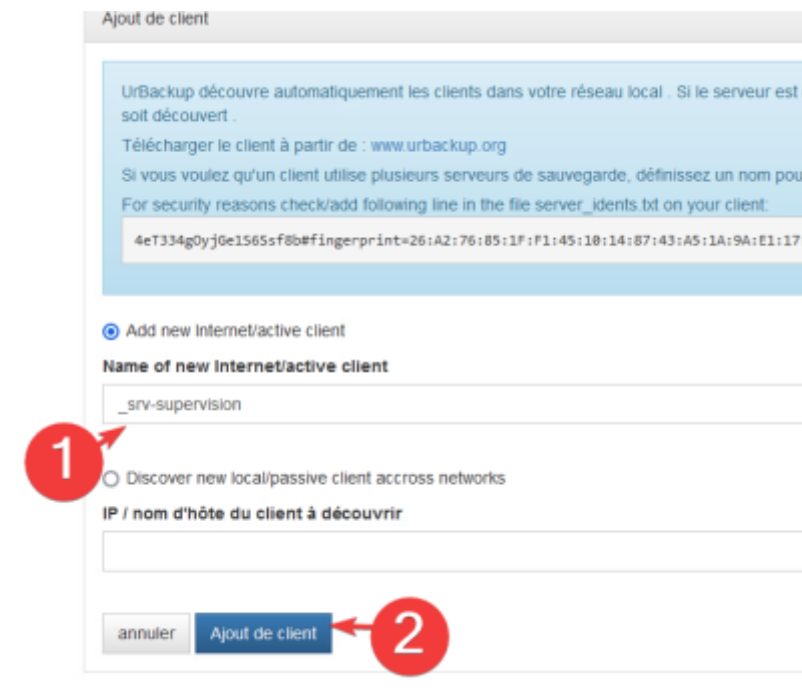 Ajout de client
UrBackup découvre automatiquement les clients dans votre réseau local . Si le serveur est
soit découvert .
Télécharger le client à partir de : www.urbackup.org
Si vous voulez qu'un client utilise plusieurs serveurs de sauvegarde, définissez un nom pou
For security reasons check/add following line in the file server_idents.txt on your client:
4eT334gOyjGe1S65sf8b#fingerprint=26:A2:76:85:1F:F1:45:10:14:87:43:A5:1A:9A:E1:17
Add new Internet/active client
Name of new Internet/active client
_srv-supervision
1
Discover new local/passive client accross networks
IP / nom d'hôte du client à découvrir
annuler
Ajout de client
2